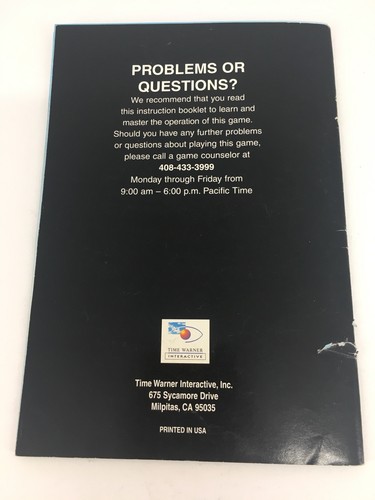 PROBLEMS OR
QUESTIONS?
We recommend that you read
this instruction booklet to learn and
master the operation of this game.
Should you have any further problems
or questions about playing this game,
please call a game counselor at
408-433-3999
Monday through Friday from
9:00 am – 6:00 p.m. Pacific Time
TIME WARNER
INTERACTIVE
Time Warner Interactive, Inc.
675 Sycamore Drive
Milpitas, CA 95035
PRINTED IN USA